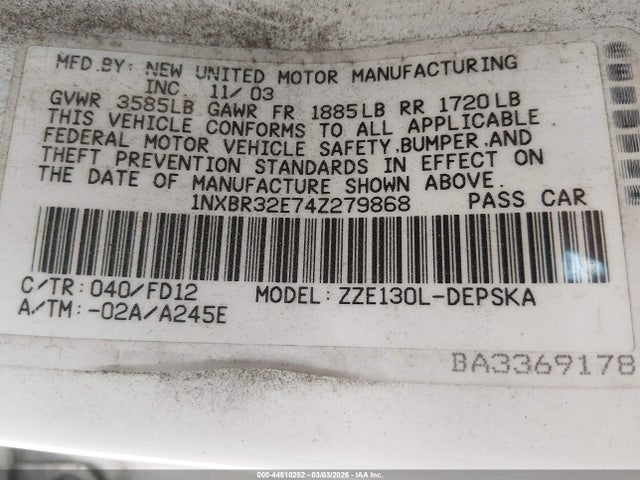 MFD.BY: NEW UNITED MOTOR MANUFACTURING
INC. 11/03
GVWR 3585LB GAWR FR 1885LB RR 1720LB
THIS VEHICLE CONFORMS TO ALL APPLICABLE
FEDERAL MOTOR VEHICLE SAFETY,BUMPER,AND
THEFT PREVENTION STANDARDS IN EFFECT ON
THE DATE OF MANUFACTURE SHOWN ABOVE.
1NXBR32E74Z279868 PASS CAR
C/TR: 040/FD12 MODEL: ZZE130L-DEPSKA
A/TM:-02A/A245E
BA3369178
000-44510252 - 03/03/2026 - IAA Inc.